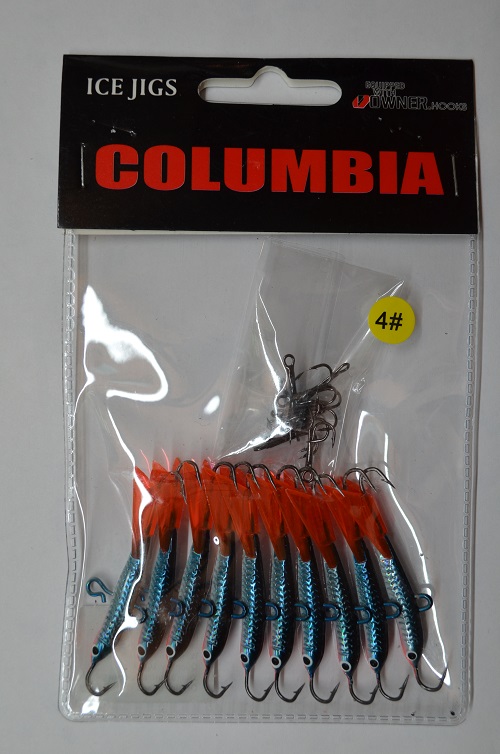 ICE JIGS
EQUIPPED
WITH
OWNER HOOKS
COLUMBIA
4#